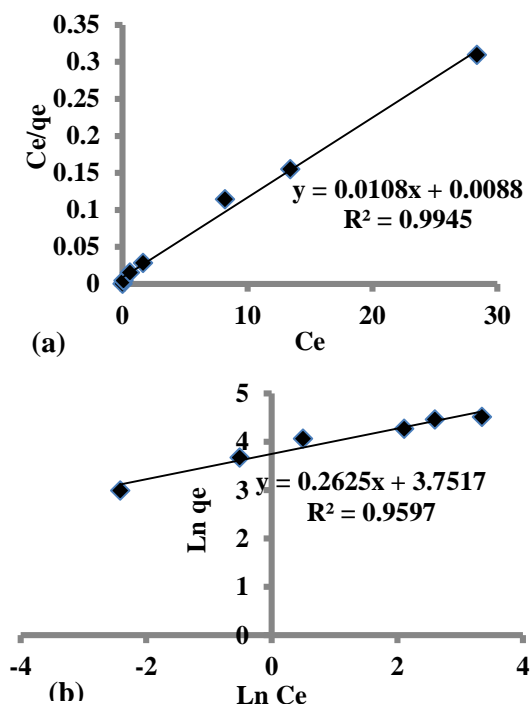 0.35
0.3
0.25
0.2
0.15
0.1
0.05
0
Ce/qe
y = 0.0108x + 0.0088
R² = 0.9945
0 10 20 30
(a) Ce
5
4
3
2
1
0
Ln qe
y = 0.2625x + 3.7517
R² = 0.9597
-4 -2 0 2 4
(b) Ln Ce